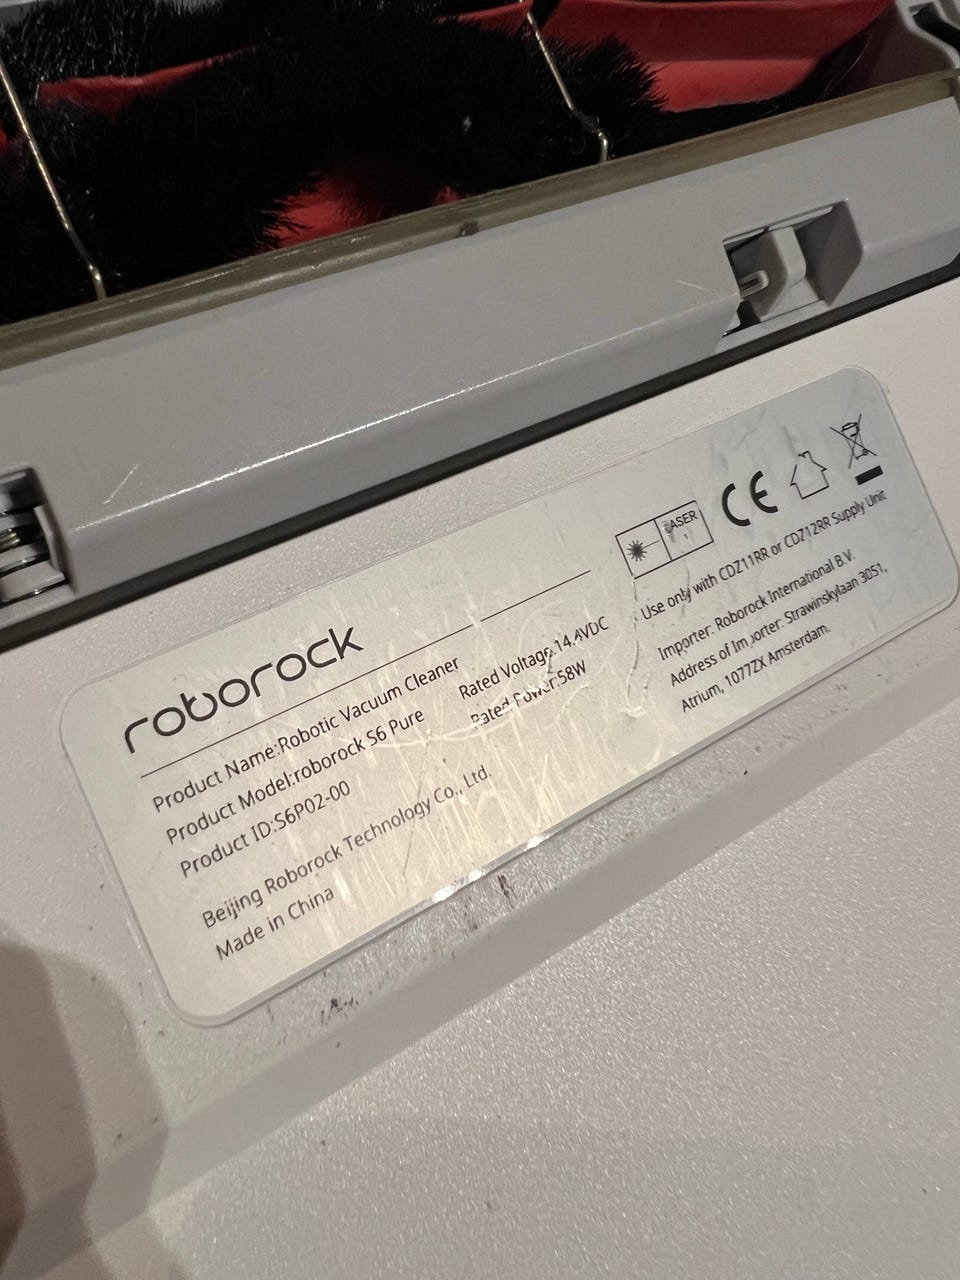 roborock
Product Name:Robotic Vacuum Cleaner
Product Model:roborock S6 Pure
Product ID:S6P02-00
Rated Voltage:14.4VDC
Rated Power:58W
Beijing Roborock Technology Co., Ltd.
Made in China
LASER
1
CE
Use only with CDZ11RR or CDZ12RR Supply Unit
Importer: Roborock International B.V.
Address of Importer: Strawinskylaan 3051,
Atrium, 1077ZX Amsterdam.